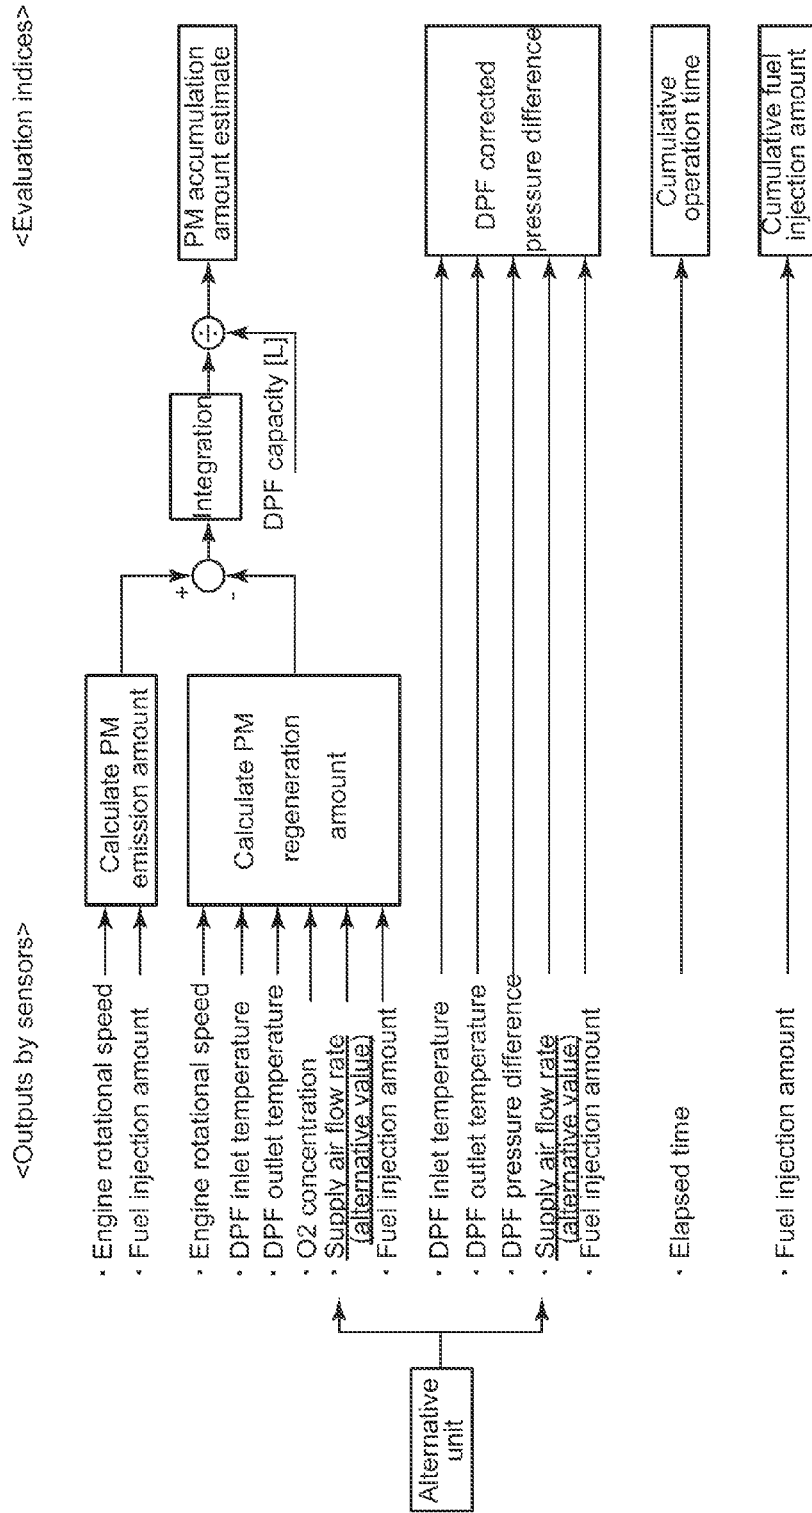 <Outputs by sensors>
<Evaluation indices>
• Engine rotational speed
• Fuel injection amount
Calculate PM
emission amount
• Engine rotational speed
• DPF inlet temperature
• DPF outlet temperature
• O2 concentration
• Supply air flow rate
(alternative value)
• Fuel injection amount
Calculate PM
regeneration
amount
+
-
Integration
÷
DPF capacity [L]
PM accumulation
amount estimate
Alternative
unit
• DPF inlet temperature
• DPF outlet temperature
• DPF pressure difference
• Supply air flow rate
(alternative value)
• Fuel injection amount
DPF corrected
pressure difference
• Elapsed time
Cumulative
operation time
• Fuel injection amount
Cumulative fuel
injection amount